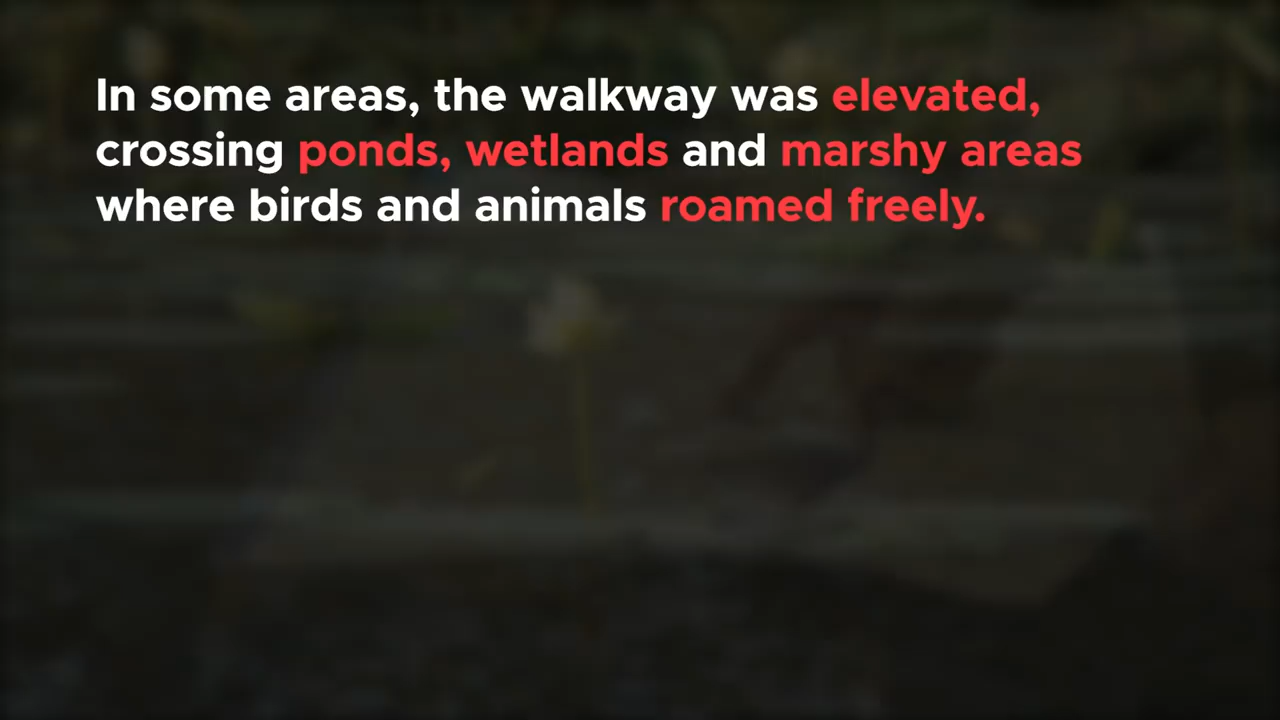 In some areas, the walkway was elevated,
crossing ponds, wetlands and marshy areas
where birds and animals roamed freely.